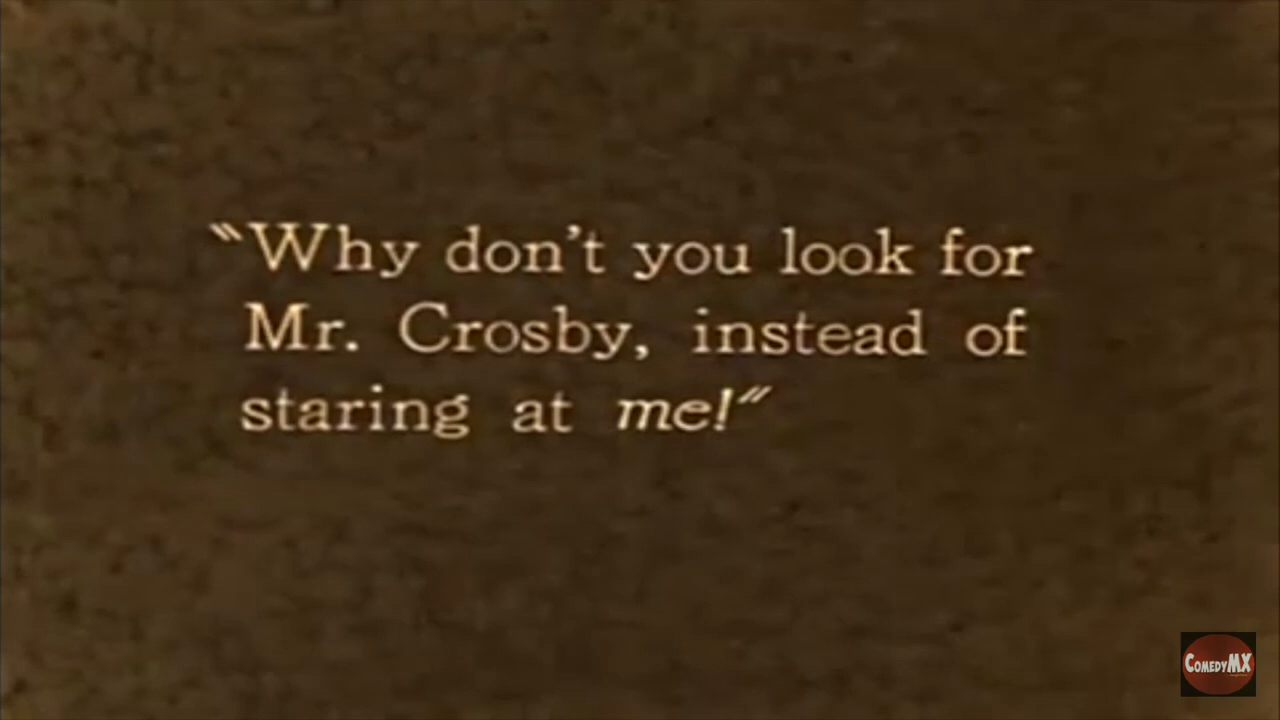 "Why don't you look for
Mr. Crosby, instead of
staring at me!"
COMEDYMX